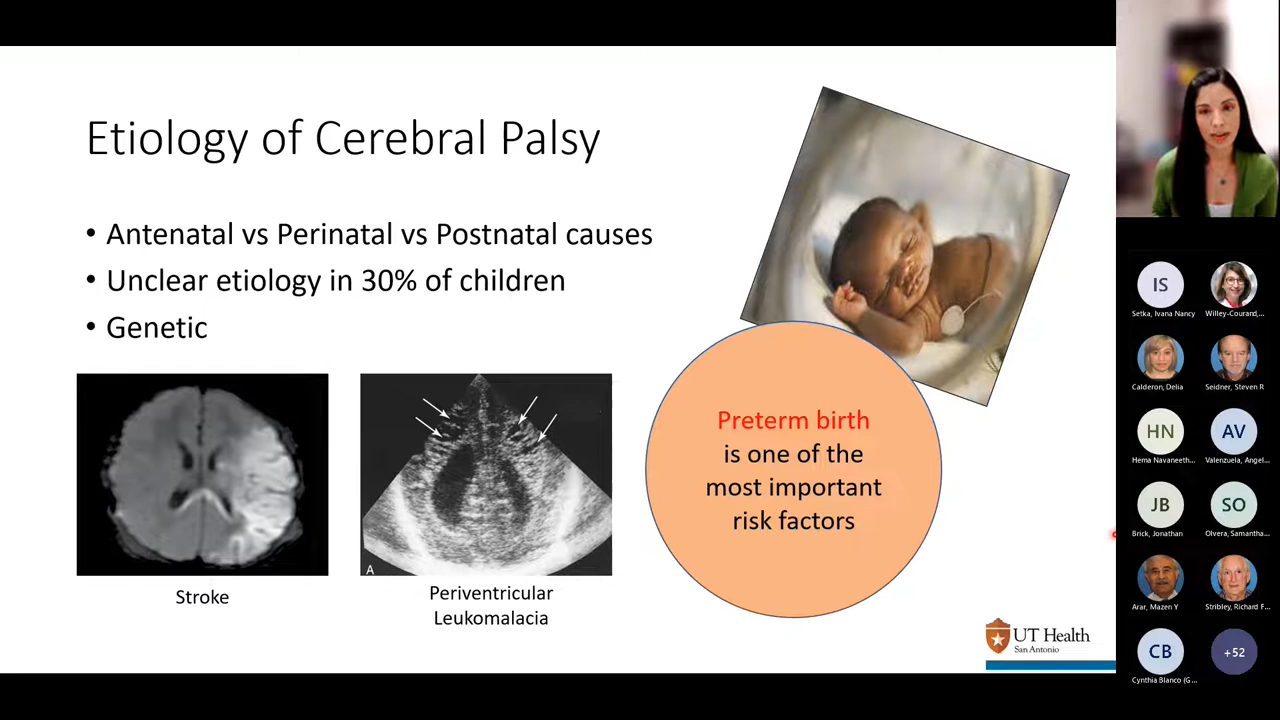 Etiology of Cerebral Palsy
• Antenatal vs Perinatal vs Postnatal causes
• Unclear etiology in 30% of children
• Genetic
A
Stroke
Periventricular
Leukomalacia
Preterm birth
is one of the
most important
risk factors
UT Health
San Antonio
IS
Setka, Ivana Nancy
Willey-Courand,...
Calderon, Delia
Seidner, Steven R
HN
Hema Navaneeth...
AV
Valenzuela, Angel...
JB
Brick, Jonathan
SO
Olvera, Samantha...
Arar, Mazen Y
Stribley, Richard F...
CB
Cynthia Blanco (G...
+52